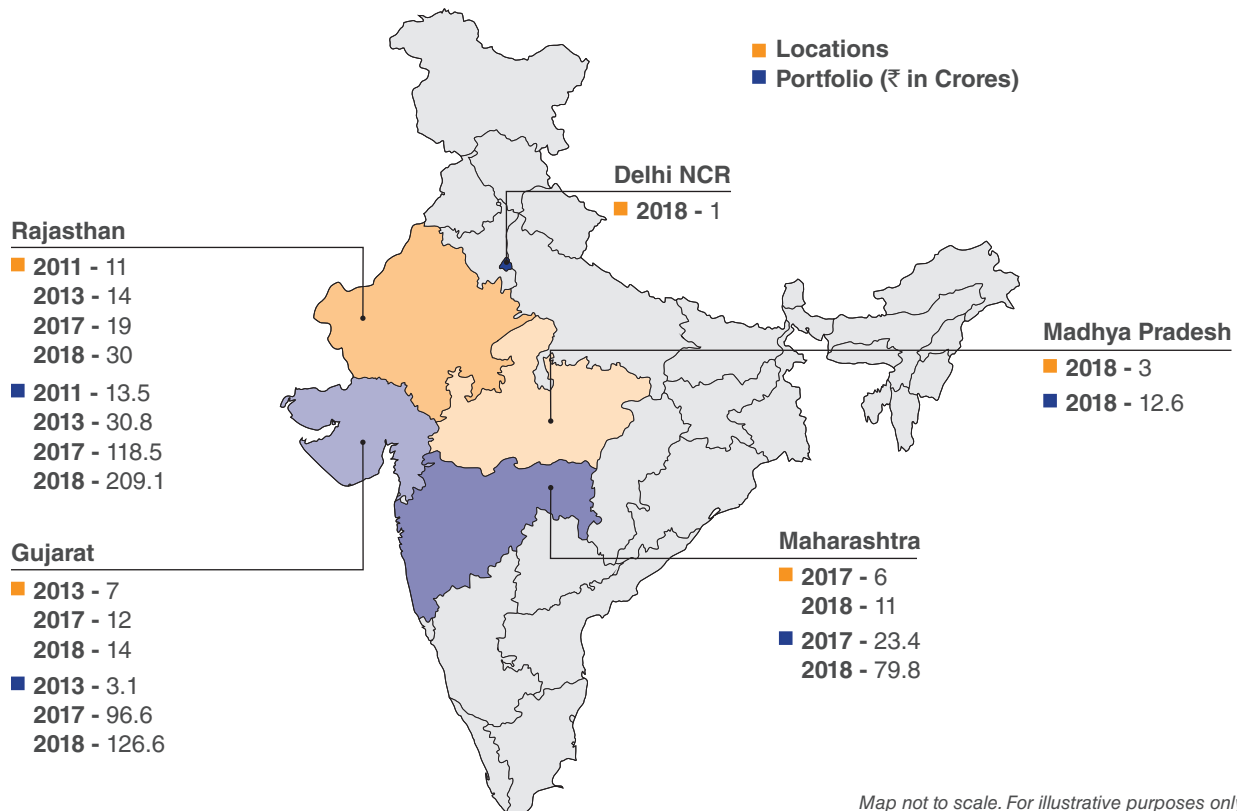 Locations
Portfolio (₹ in Crores)
Delhi NCR
2018 - 1
Rajasthan
2011 - 11
2013 - 14
2017 - 19
2018 - 30
2011 - 13.5
2013 - 30.8
2017 - 118.5
2018 - 209.1
Madhya Pradesh
2018 - 3
2018 - 12.6
Gujarat
2013 - 7
2017 - 12
2018 - 14
2013 - 3.1
2017 - 96.6
2018 - 126.6
Maharashtra
2017 - 6
2018 - 11
2017 - 23.4
2018 - 79.8
Map not to scale. For illustrative purposes only